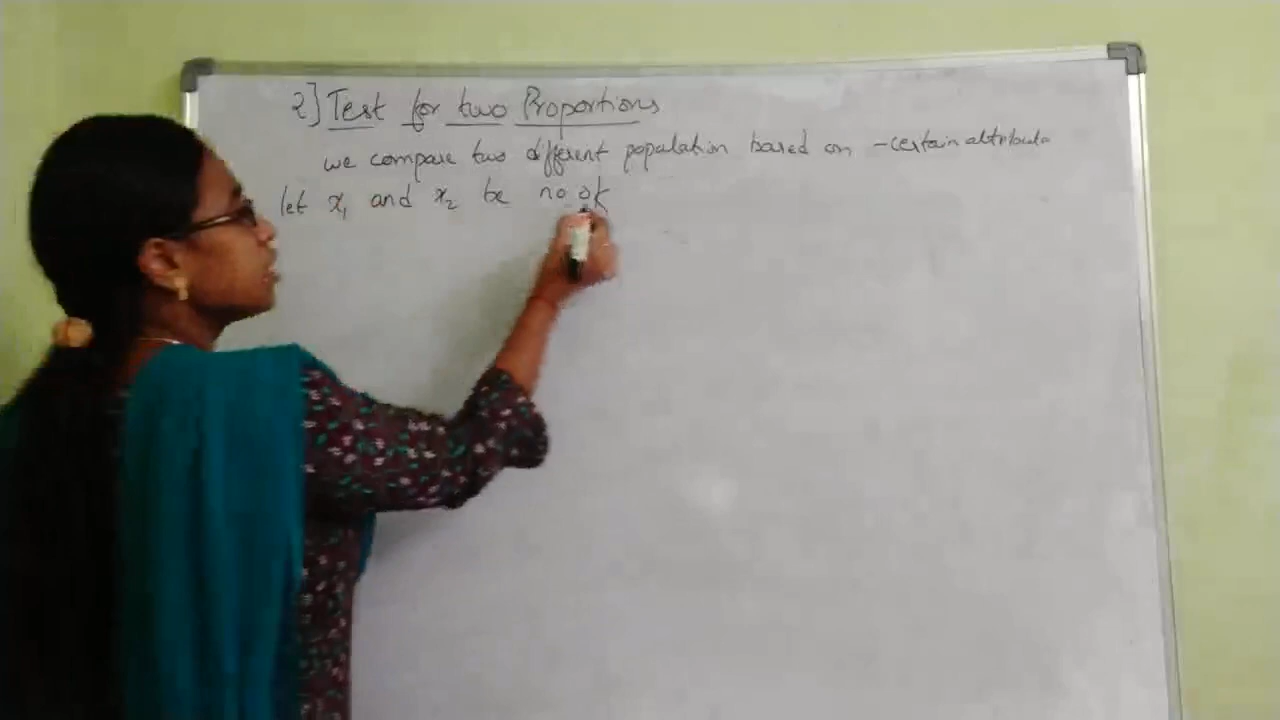 2] Test for two Proportions
we compare two different population based on - certain attribute
let x₁ and x₂ be no of